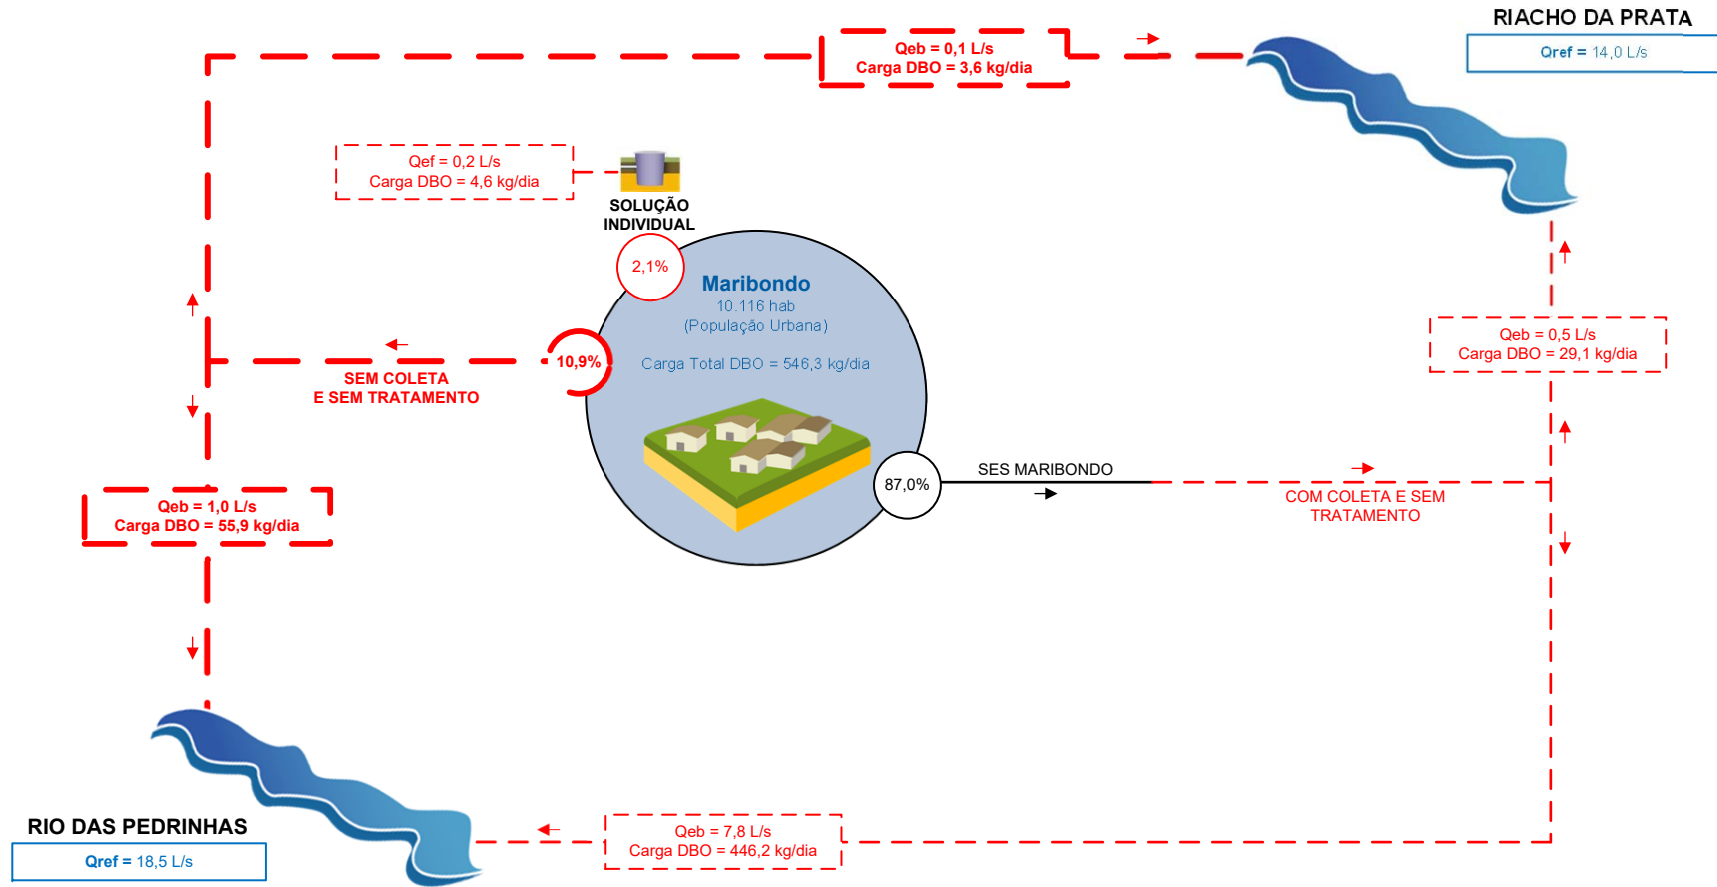 RIACHO DA PRATA
Qref = 14,0 L/s
Qeb = 0,1 L/s
Carga DBO = 3,6 kg/dia
Qef = 0,2 L/s
Carga DBO = 4,6 kg/dia
SOLUÇÃO
INDIVIDUAL
2,1%
Maribondo
10.116 hab
(População Urbana)
Carga Total DBO = 546,3 kg/dia
10,9%
SEM COLETA
E SEM TRATAMENTO
Qeb = 0,5 L/s
Carga DBO = 29,1 kg/dia
87,0%
SES MARIBONDO
COM COLETA E SEM
TRATAMENTO
Qeb = 1,0 L/s
Carga DBO = 55,9 kg/dia
RIO DAS PEDRINHAS
Qref = 18,5 L/s
Qeb = 7,8 L/s
Carga DBO = 446,2 kg/dia